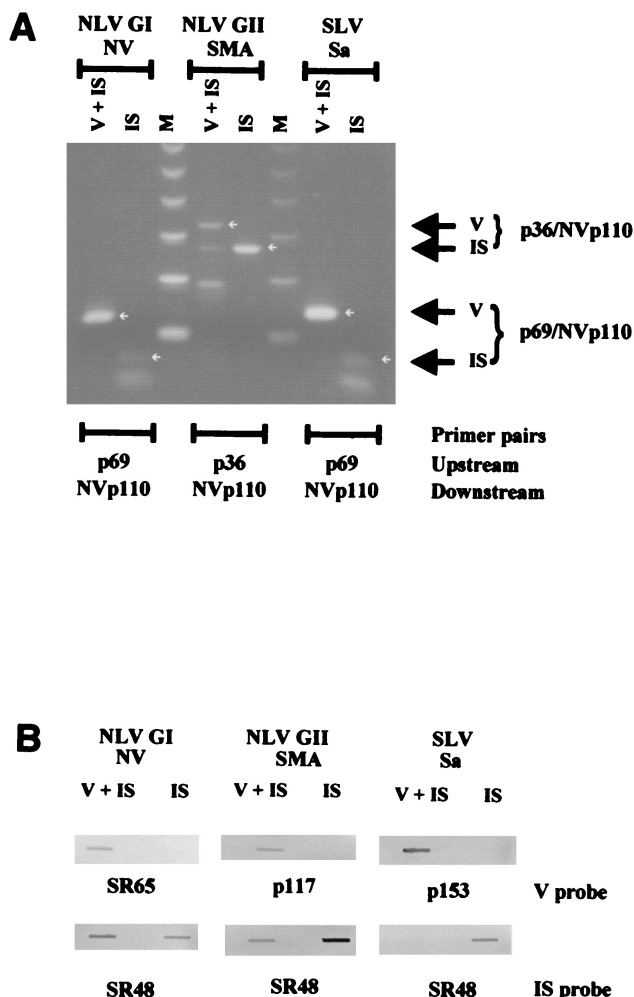 A
NLV GI NLV GII SLV
NV SMA Sa
V + IS IS M V + IS IS M V + IS IS
V
IS
} p36/NVp110
V
IS
} p69/NVp110
Primer pairs
p69 p36 p69 Upstream
NVp110 NVp110 NVp110 Downstream
B
NLV GI NLV GII SLV
NV SMA Sa
V + IS IS V + IS IS V + IS IS
SR65 p117 p153 V probe
SR48 SR48 SR48 IS probe